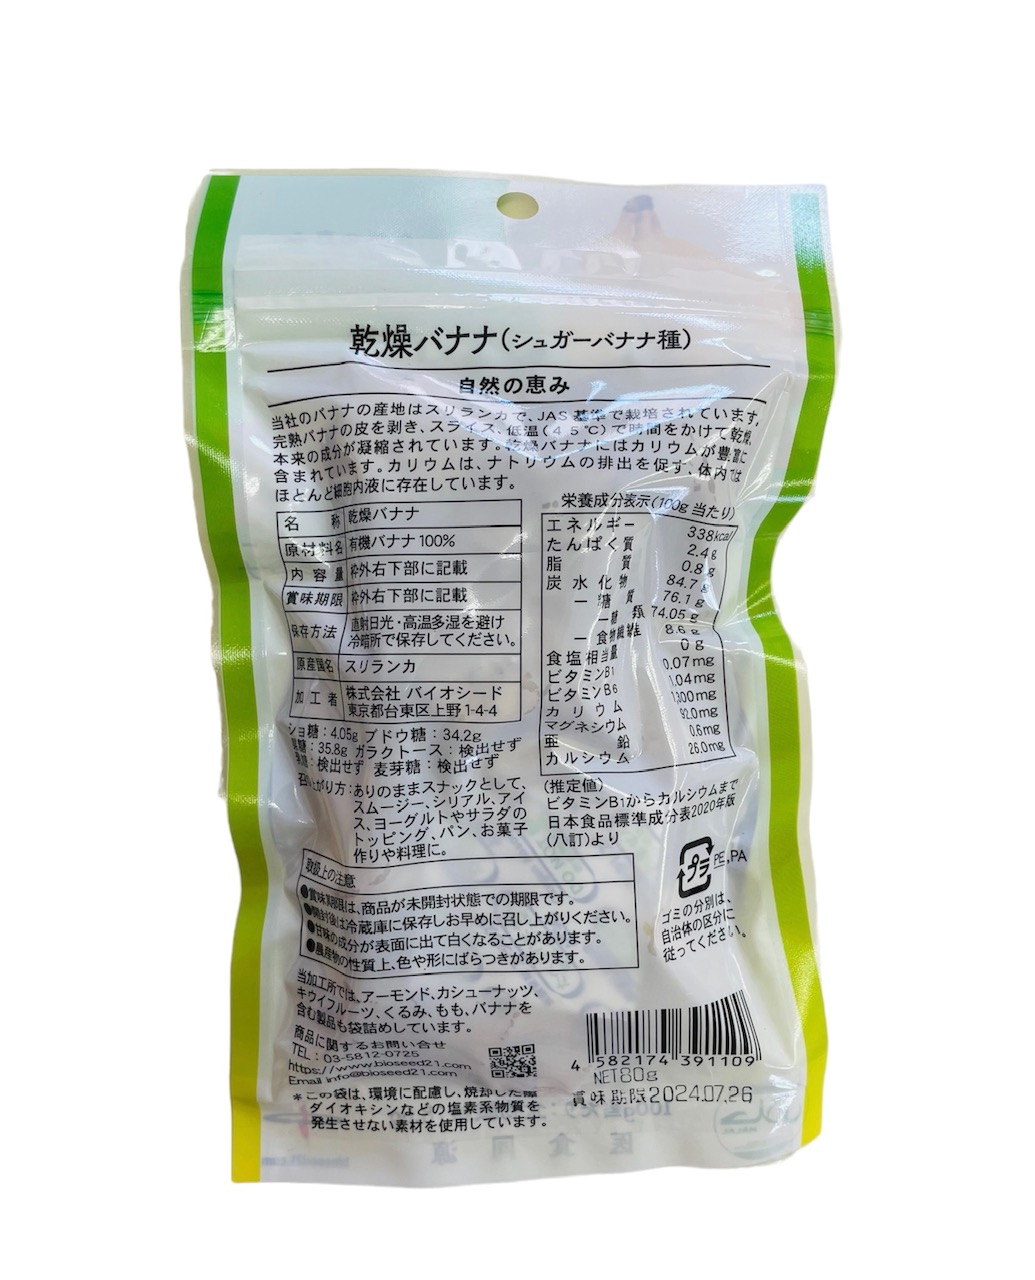 乾燥バナナ(シュガーバナナ種)
自然の恵み
当社のバナナの産地はスリランカで、JAS基準で栽培されています。
完熟バナナの皮を剥き、スライス、低温(45℃)で時間をかけて乾燥、
本来の成分が凝縮されています。乾燥バナナにはカリウムが豊富に
含まれています。カリウムは、ナトリウムの排出を促す、体内では
ほとんど細胞内液に存在しています。
名称 乾燥バナナ
原材料名 有機バナナ100%
内容量 枠外右下部に記載
賞味期限 枠外右下部に記載
保存方法 直射日光・高温多湿を避け
冷暗所で保存してください。
原産国名 スリランカ
加工者 株式会社 バイオシード
東京都台東区上野1-4-4
ショ糖:4.05g ブドウ糖:34.2g
糖:35.8g ガラクトース:検出せず
糖:検出せず 麦芽糖:検出せず
召し上がり方:ありのままスナックとして、
スムージー、シリアル、アイ
ス、ヨーグルトやサラダの
トッピング、パン、お菓子
作りや料理に。
栄養成分表示(100g当たり)
エネルギー 338kcal
たんぱく質 2.4g
脂質 0.8g
炭水化物 84.7g
ー糖質 76.1g
ー糖類 74.05g
ー食物繊維 8.6g
食塩相当量 0g
ビタミンB1 0.07mg
ビタミンB6 1.04mg
カリウム 1300mg
マグネシウム 92.0mg
亜鉛 0.6mg
カルシウム 26.0mg
(推定値)
ビタミンB1からカルシウムまで
日本食品標準成分表2020年版
(八訂)より
プラ
PE,PA
ゴミの分別は、
自治体の区分に
従ってください。
取扱上の注意
●賞味期限は、商品が未開封状態での期限です。
●開封後は冷蔵庫に保存しお早めに召し上がりください。
●甘味の成分が表面に出て白くなることがあります。
●農産物の性質上、色や形にばらつきがあります。
当加工所では、アーモンド、カシューナッツ、
キウイフルーツ、くるみ、もも、バナナを
含む製品も袋詰めしています。
商品に関するお問い合せ
TEL:03-5812-0725
https://www.bioseed21.com
Email info@bioseed21.com
*この袋は、環境に配慮し、焼却した際
ダイオキシンなどの塩素系物質を
発生させない素材を使用しています。
4 582174 391109
NET80g
賞味期限2024.07.26